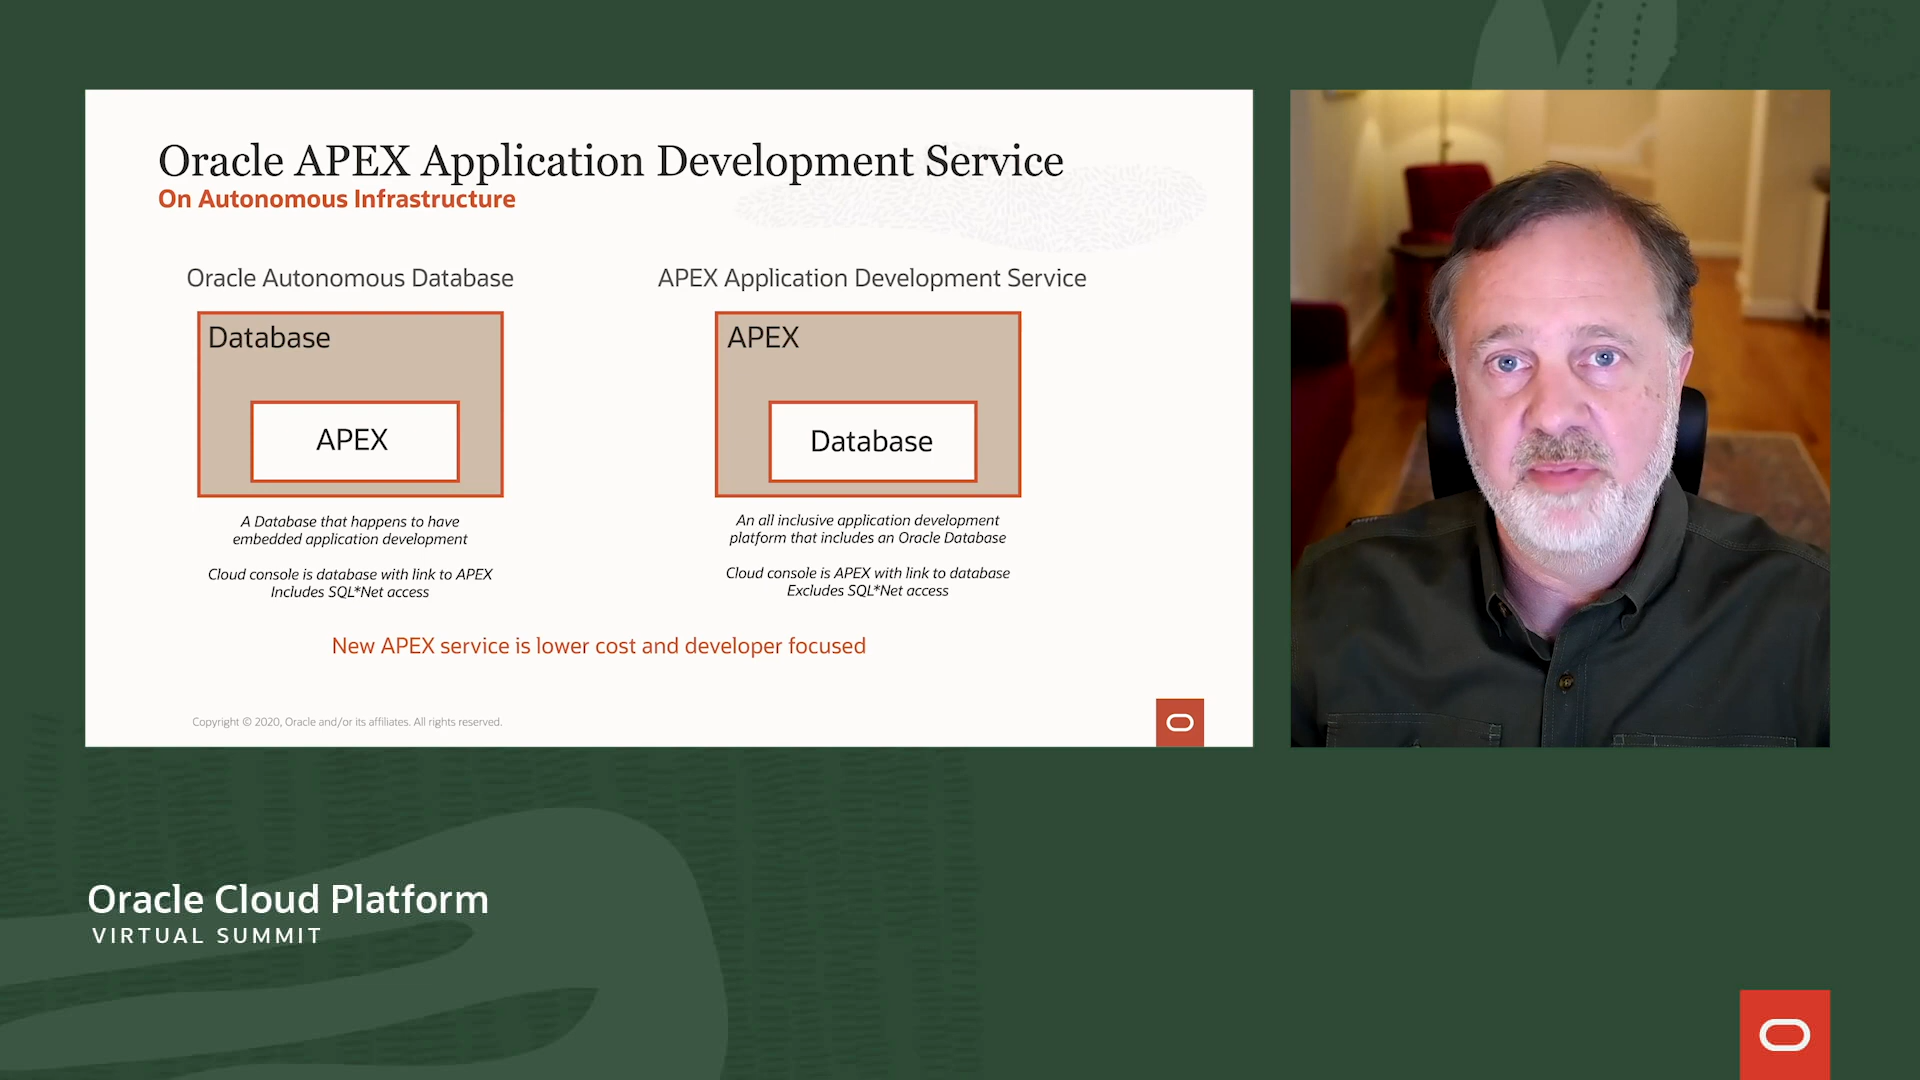 Oracle APEX Application Development Service
On Autonomous Infrastructure
Oracle Autonomous Database
Database
APEX
A Database that happens to have
embedded application development
Cloud console is database with link to APEX
Includes SQL*Net access
APEX Application Development Service
APEX
Database
An all inclusive application development
platform that includes an Oracle Database
Cloud console is APEX with link to database
Excludes SQL*Net access
New APEX service is lower cost and developer focused
Copyright © 2020, Oracle and/or its affiliates. All rights reserved.
Oracle Cloud Platform
VIRTUAL SUMMIT